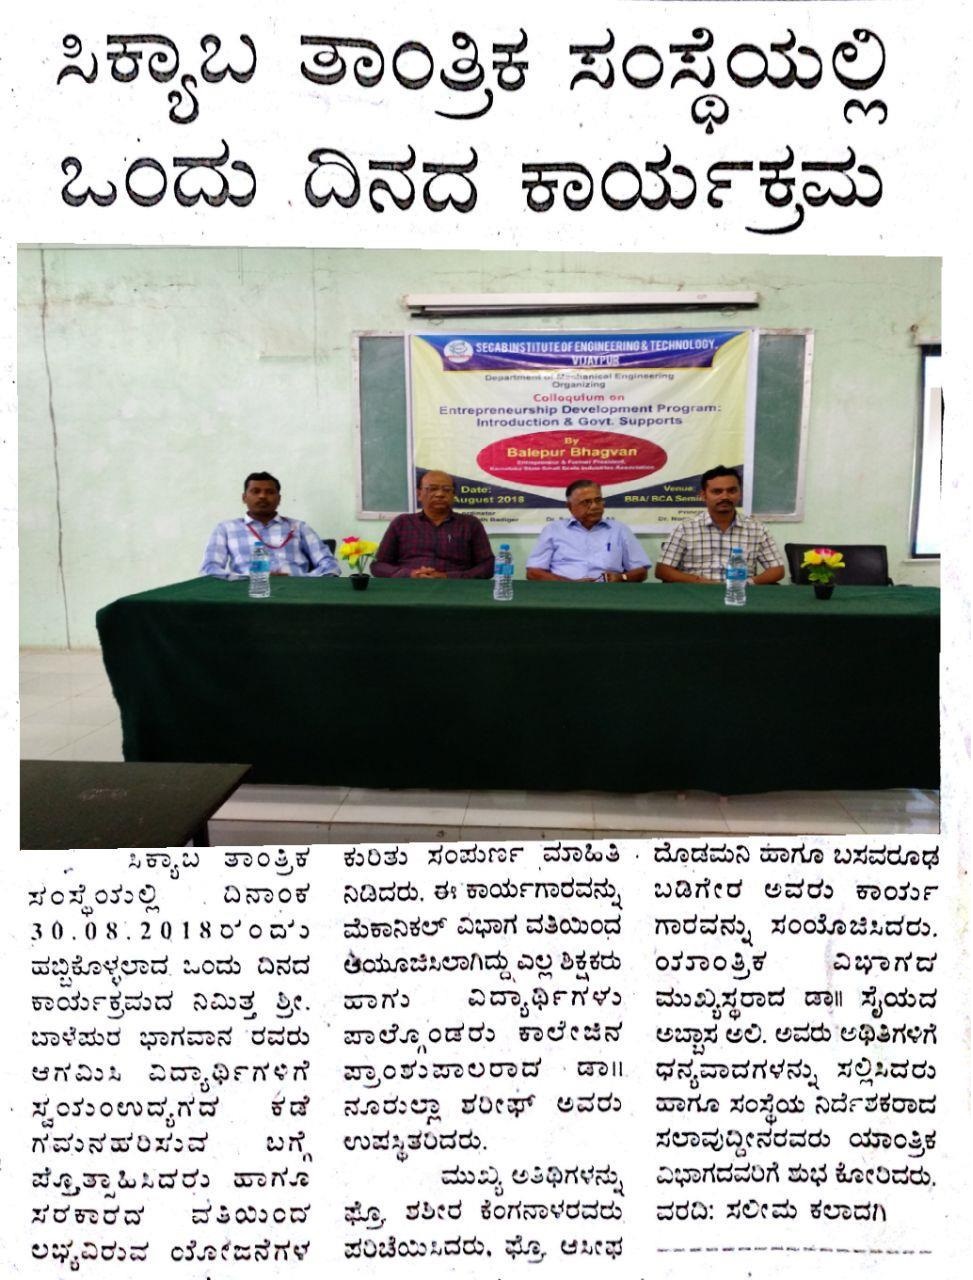 ಸಿಕ್ಯಾಬ ತಾಂತ್ರಿಕ ಸಂಸ್ಥೆಯಲ್ಲಿ
ಒಂದು ದಿನದ ಕಾರ್ಯಕ್ರಮ
SECAB INSTITUTE OF ENGINEERING & TECHNOLOGY,
VIJAYPUR
Department of Mechanical Engineering
Organizing
Colloquium on
Entrepreneurship Development Program:
Introduction & Govt. Supports
By
Balepur Bhagvan
Entrepreneur & Former President,
Karnataka State Small Scale Industries Association
Date:
August 2018
Venue
BBA/ BCA Semi
Badiger
ಸಿಕ್ಯಾಬ ತಾಂತ್ರಿಕ
ಸಂಸ್ಥೆಯಲ್ಲಿ ದಿನಾಂಕ
30.08.2018ರಂದು
ಹಬ್ಬಿಕೊಳ್ಳಲಾದ ಒಂದು ದಿನದ
ಕಾರ್ಯಕ್ರಮದ ನಿಮಿತ್ತ ಶ್ರೀ.
ಬಾಳೆಪುರ ಭಾಗವಾನ ರವರು
ಆಗಮಿಸಿ ವಿದ್ಯಾರ್ಥಿಗಳಿಗೆ
ಸ್ವಯಂಉದ್ಯಗದ ಕಡೆ
ಗಮನಹರಿಸುವ ಬಗ್ಗೆ
ಪ್ರೊತ್ಸಾಹಿಸಿದರು ಹಾಗೂ
ಸರಕಾರದ ವತಿಯಿಂದ
ಲಭ್ಯವಿರುವ ಯೋಜನೆಗಳ
ಕುರಿತು ಸಂಪುರ್ಣ ಮಾಹಿತಿ
ನಿಡಿದರು. ಈ ಕಾರ್ಯಗಾರವನ್ನು
ಮೆಕಾನಿಕಲ್ ವಿಭಾಗ ವತಿಯಿಂದ
ಆಯೂಜಿಸಿಲಾಗಿದ್ದು ಎಲ್ಲ ಶಿಕ್ಷಕರು
ಹಾಗು ವಿದ್ಯಾರ್ಥಿಗಳು
ಪಾಲ್ಗೊಂಡರು ಕಾಲೇಜಿನ
ಪ್ರಾಂಶುಪಾಲರಾದ ಡಾ॥
ನೂರುಲ್ಲಾ ಶರೀಫ್ ಅವರು
ಉಪಸ್ಥಿತರಿದರು.
ಮುಖ್ಯ ಅತಿಥಿಗಳನ್ನು
ಫ್ರೊ. ಶಶೀರ ಕೆಂಗನಾಳರವರು
ಪರಿಚೆಯಿಸಿದರು. ಫ್ರೊ. ಆಸೀಫ
ದೊಡಮನಿ ಹಾಗೂ ಬಸವರೂಢ
ಬಡಿಗೇರ ಅವರು ಕಾರ್ಯ
ಗಾರವನ್ನು ಸಂಯೊಜಿಸಿದರು.
ಯಾಂತ್ರಿಕ ವಿಭಾಗದ
ಮುಖ್ಯಸ್ಥರಾದ ಡಾ॥ ಸೈಯದ
ಅಬ್ಬಾಸ ಅಲಿ. ಅವರು ಅಥಿತಿಗಳಿಗೆ
ಧನ್ಯವಾದಗಳನ್ನು ಸಲ್ಲಿಸಿದರು
ಹಾಗೂ ಸಂಸ್ಥೆಯ ನಿರ್ದೆಶಕರಾದ
ಸಲಾವುದ್ದೀನರವರು ಯಾಂತ್ರಿಕ
ವಿಭಾಗದವರಿಗೆ ಶುಭ ಕೋರಿದರು.
ವರದಿ: ಸಲೀಮ ಕಲಾದಗಿ